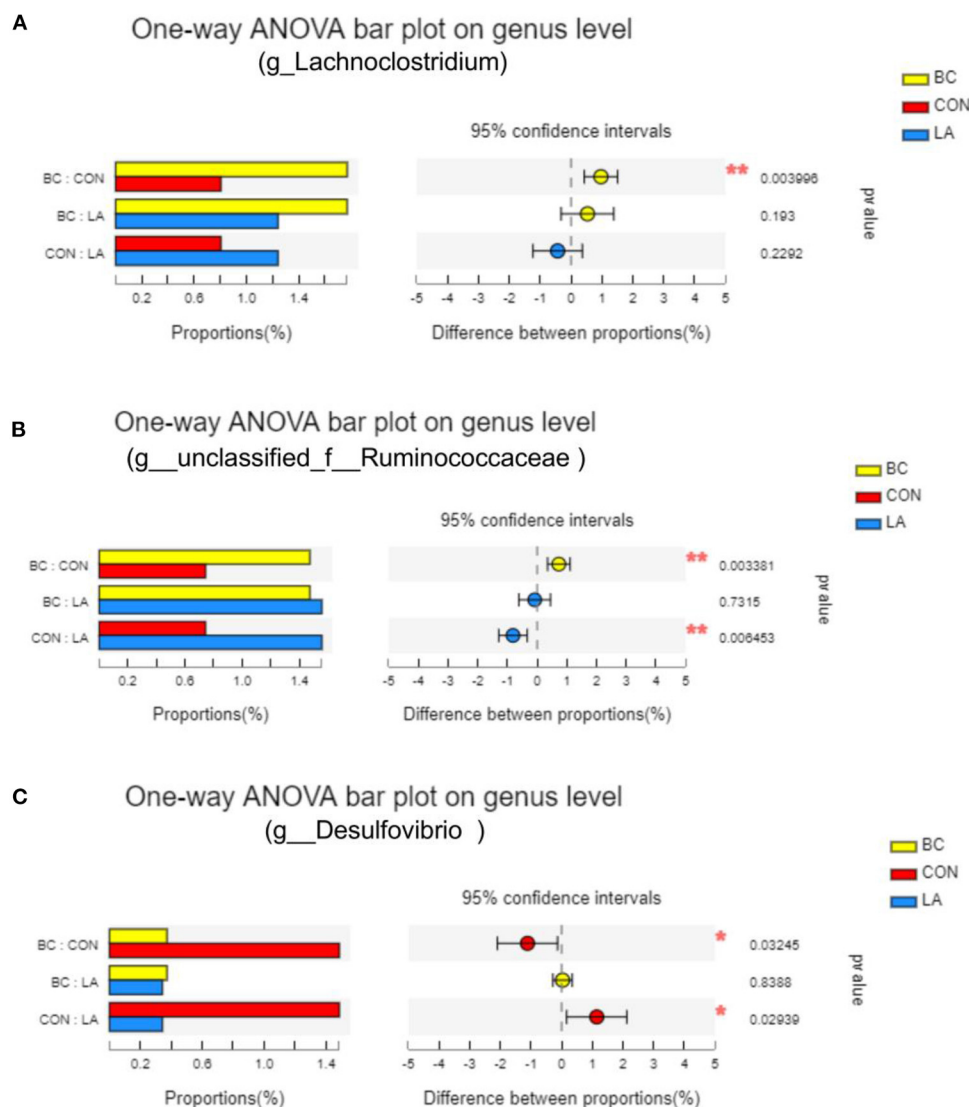 A
One-way ANOVA bar plot on genus level
(g_Lachnoclostridium)
BC
CON
LA
95% confidence intervals
BC : CON
**
0.003996
BC : LA
0.193
CON : LA
0.2292
pvalue
0.2 0.6 1.0 1.4
-5 -4 -3 -2 -1 0 1 2 3 4 5
Proportions(%)
Difference between proportions(%)
B
One-way ANOVA bar plot on genus level
(g__unclassified_f__Ruminococcaceae )
BC
CON
LA
95% confidence intervals
BC : CON
**
0.003381
BC : LA
0.7315
CON : LA
**
0.006453
pvalue
0.2 0.6 1.0 1.4
-5 -4 -3 -2 -1 0 1 2 3 4 5
Proportions(%)
Difference between proportions(%)
C
One-way ANOVA bar plot on genus level
(g__Desulfovibrio )
BC
CON
LA
95% confidence intervals
BC : CON
*
0.03245
BC : LA
0.8388
CON : LA
*
0.02939
pvalue
0.2 0.6 1.0 1.4
-5 -4 -3 -2 -1 0 1 2 3 4 5
Proportions(%)
Difference between proportions(%)